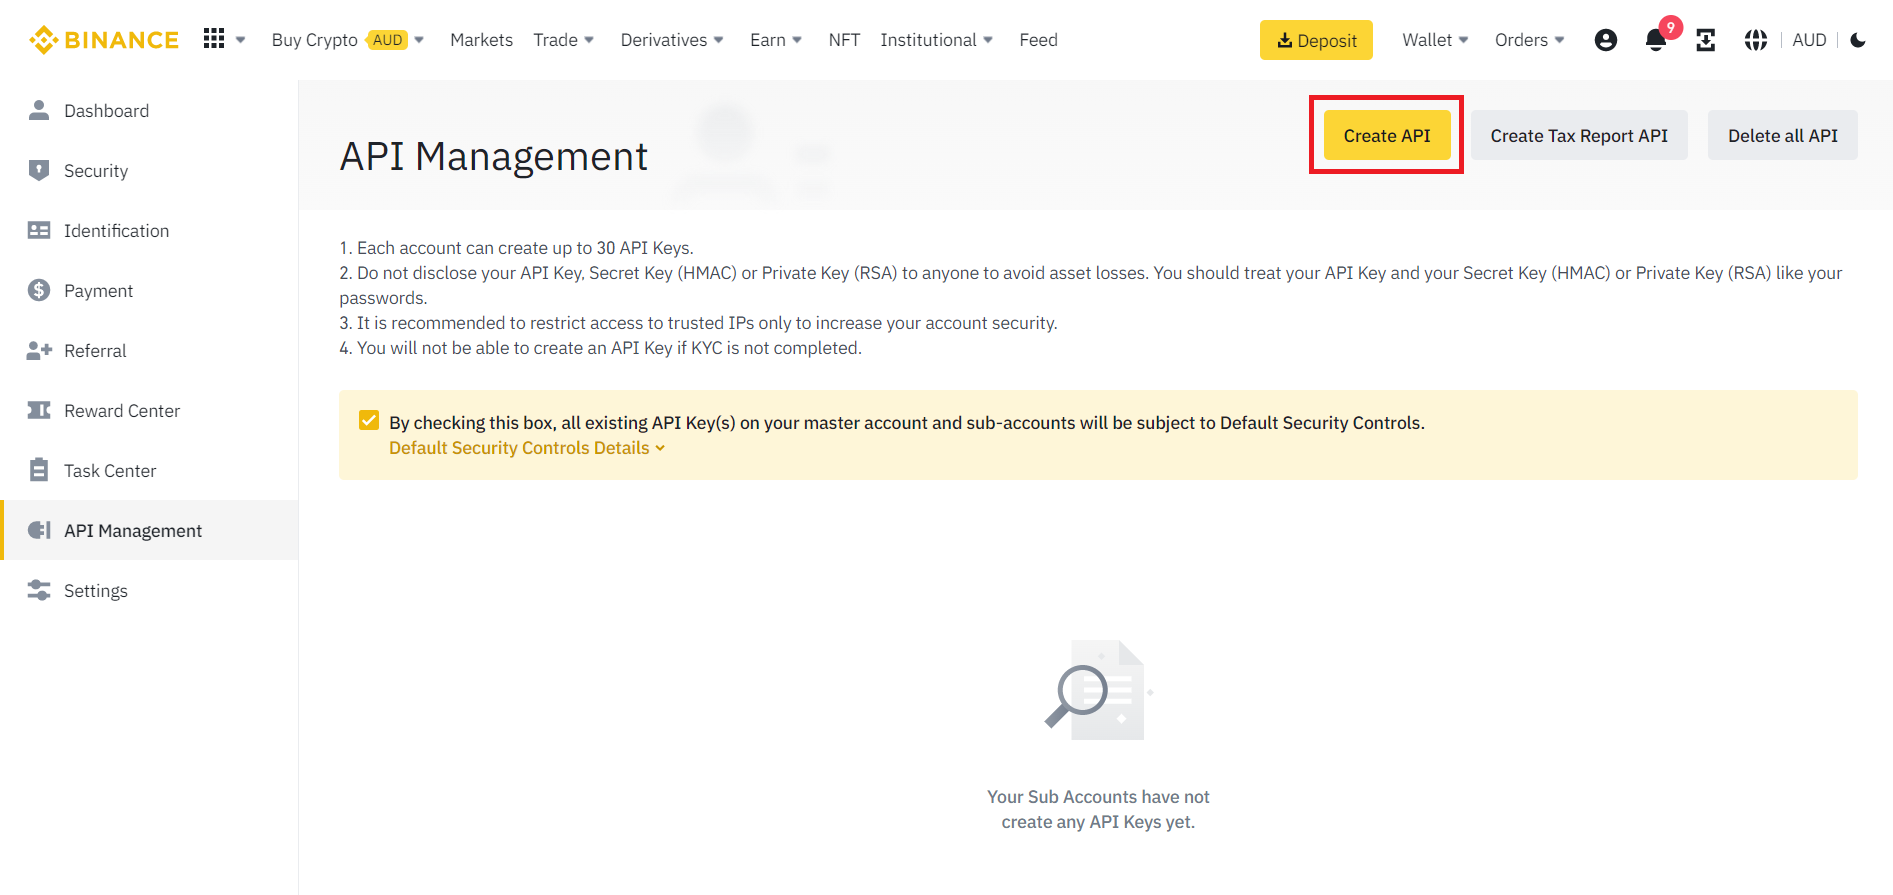 BINANCE
Buy Crypto AUD Markets Trade Derivatives Earn NFT Institutional Feed Deposit Wallet Orders 9 AUD
Dashboard
Security
Identification
Payment
Referral
Reward Center
Task Center
API Management
Settings
API Management
Create API Create Tax Report API Delete all API
1. Each account can create up to 30 API Keys.
2. Do not disclose your API Key, Secret Key (HMAC) or Private Key (RSA) to anyone to avoid asset losses. You should treat your API Key and your Secret Key (HMAC) or Private Key (RSA) like your
passwords.
3. It is recommended to restrict access to trusted IPs only to increase your account security.
4. You will not be able to create an API Key if KYC is not completed.
By checking this box, all existing API Key(s) on your master account and sub-accounts will be subject to Default Security Controls.
Default Security Controls Details
Your Sub Accounts have not
create any API Keys yet.